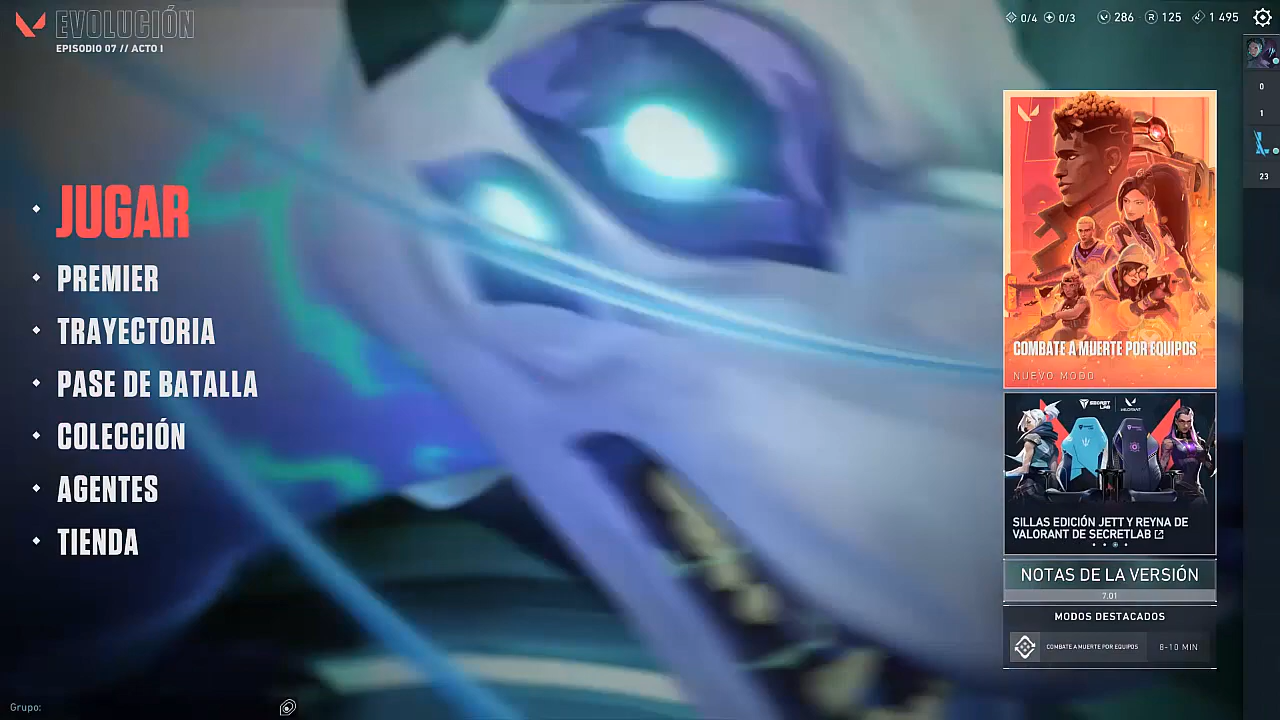 EVOLUCIÓN
EPISODIO 07 // ACTO I
0/4 0/3 286 125 1 495
JUGAR
PREMIER
TRAYECTORIA
PASE DE BATALLA
COLECCIÓN
AGENTES
TIENDA
COMBATE A MUERTE POR EQUIPOS
NUEVO MODO
SECRETLAB VALORANT
SILLAS EDICIÓN JETT Y REYNA DE
VALORANT DE SECRETLAB
NOTAS DE LA VERSIÓN
7.01
MODOS DESTACADOS
COMBATE A MUERTE POR EQUIPOS 8-10 MIN
0
1
23
Grupo: